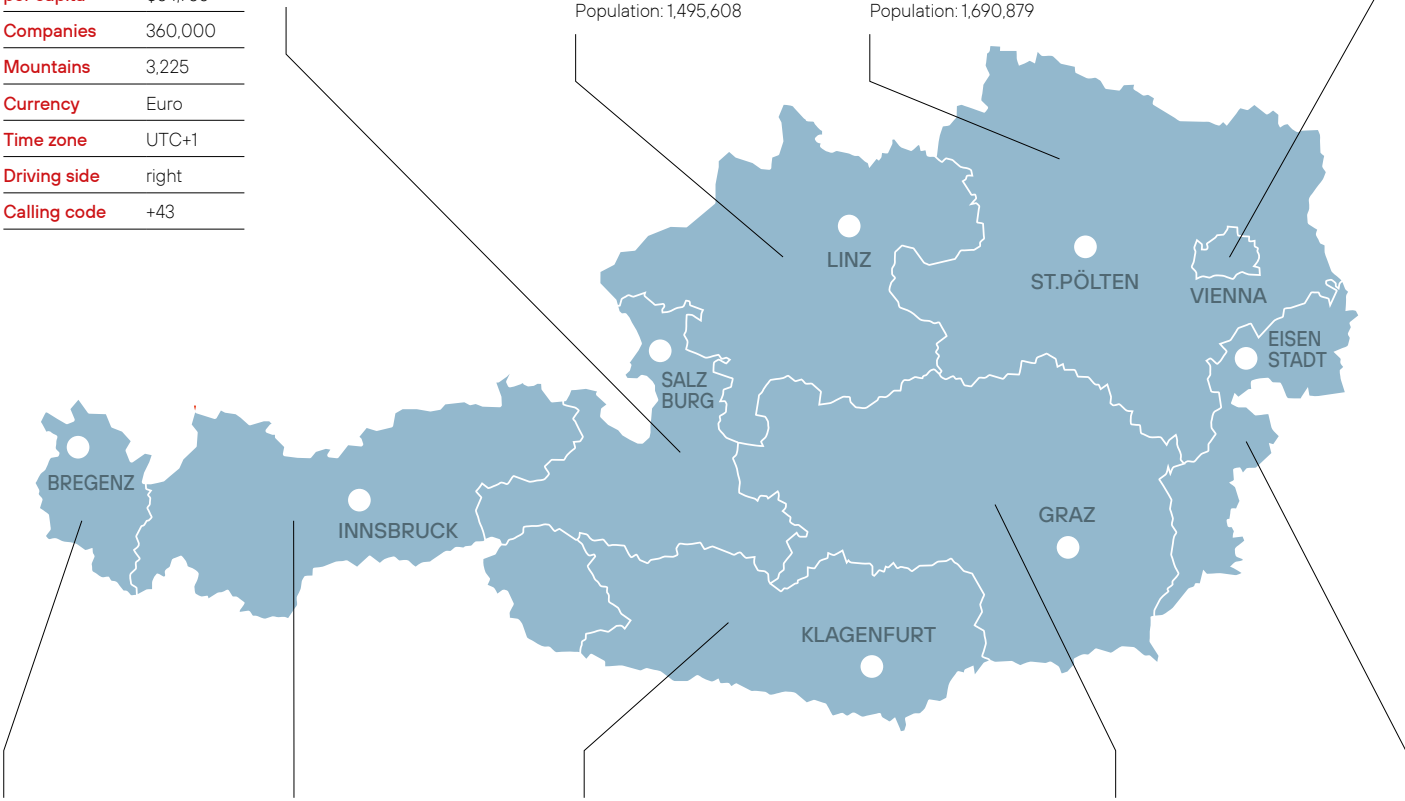 Companies 360,000
Mountains 3,225
Currency Euro
Time zone UTC+1
Driving side right
Calling code +43
Population: 1,495,608
Population: 1,690,879
LINZ
ST.PÖLTEN
VIENNA
EISEN
STADT
SALZ
BURG
BREGENZ
INNSBRUCK
GRAZ
KLAGENFURT